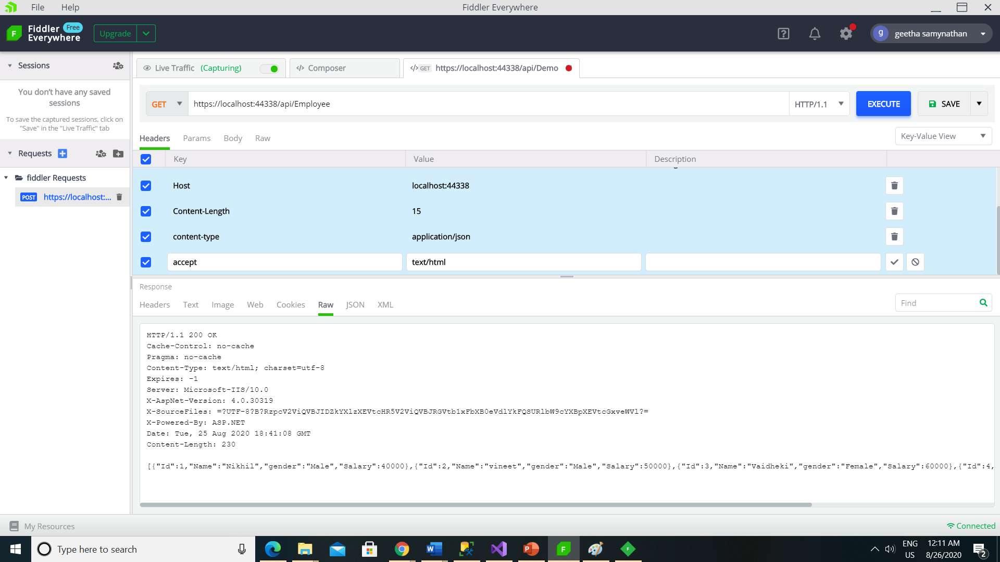 File Help Fiddler Everywhere
Fiddler Everywhere Free Upgrade geetha samynathan
Sessions
You don't have any saved sessions
To save the captured sessions, click on "Save" in the "Live Traffic" tab
Requests
fiddler Requests
POST https://localhost:...
Live Traffic (Capturing) Composer GET https://localhost:44338/api/Demo
GET https://localhost:44338/api/Employee HTTP/1.1 EXECUTE SAVE
Headers Params Body Raw Key-Value View
Key Value Description
Host localhost:44338
Content-Length 15
content-type application/json
accept text/html
Response
Headers Text Image Web Cookies Raw JSON XML Find
HTTP/1.1 200 OK
Cache-Control: no-cache
Pragma: no-cache
Content-Type: text/html; charset=utf-8
Expires: -1
Server: Microsoft-IIS/10.0
X-AspNet-Version: 4.0.30319
X-SourceFiles: =?UTF-8?B?RzpcV2ViQVBJIDZkYXlzXEVtcHR5V2ViQVBJRGVtb1xFbXB0eVdlYkFQSURlbW9cYXBpXEVtcGxveWVl?=
X-Powered-By: ASP.NET
Date: Tue, 25 Aug 2020 18:41:08 GMT
Content-Length: 230
[{"Id":1,"Name":"Nikhil","gender":"Male","Salary":40000},{"Id":2,"Name":"vineet","gender":"Male","Salary":50000},{"Id":3,"Name":"Vaidheki","gender":"Female","Salary":60000},{"Id":4,
My Resources Connected
Type here to search ENG US 12:11 AM 8/26/2020 2